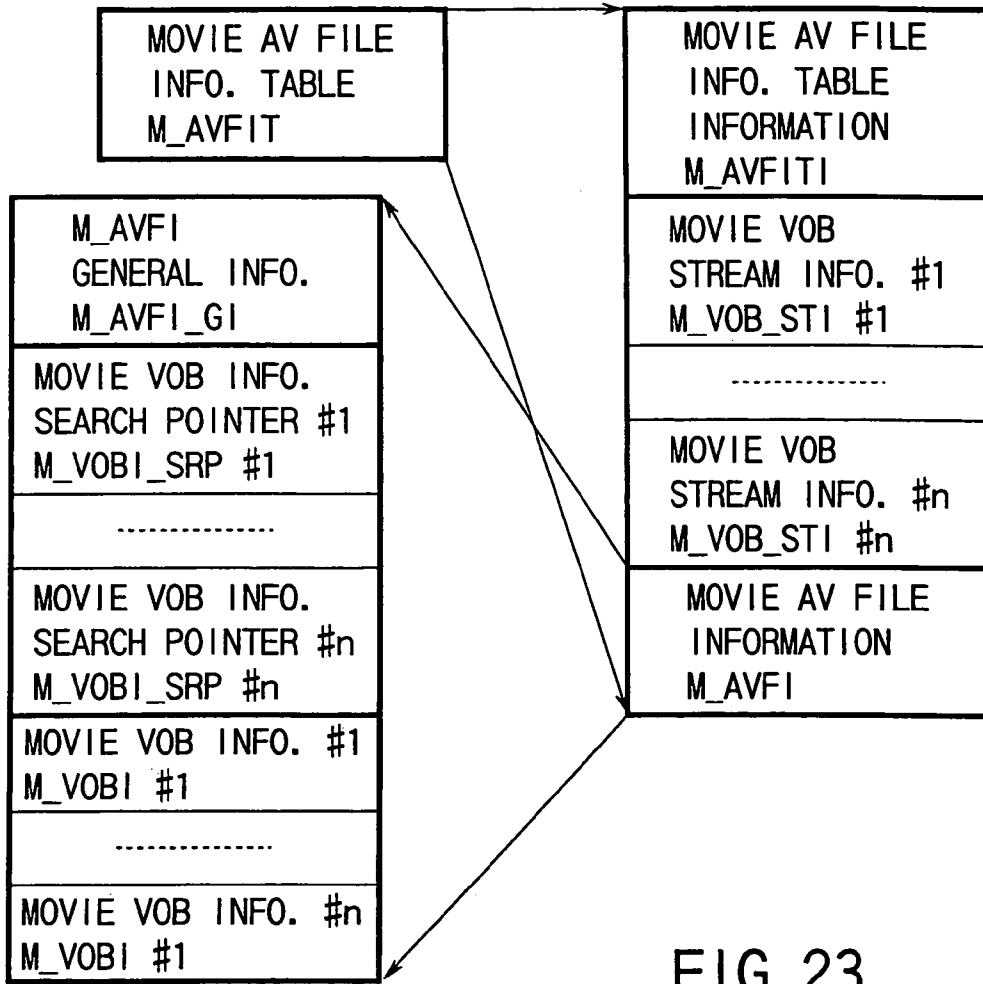 MOVIE AV FILE
INFO. TABLE
M_AVFIT
MOVIE AV FILE
INFO. TABLE
INFORMATION
M_AVFITI
MOVIE VOB
STREAM INFO. #1
M_VOB_STI #1
MOVIE VOB
STREAM INFO. #n
M_VOB_STI #n
MOVIE AV FILE
INFORMATION
M_AVFI
M_AVFI
GENERAL INFO.
M_AVFI_GI
MOVIE VOB INFO.
SEARCH POINTER #1
M_VOBI_SRP #1
MOVIE VOB INFO.
SEARCH POINTER #n
M_VOBI_SRP #n
MOVIE VOB INFO. #1
M_VOBI #1
MOVIE VOB INFO. #n
M_VOBI #1
FIG. 23